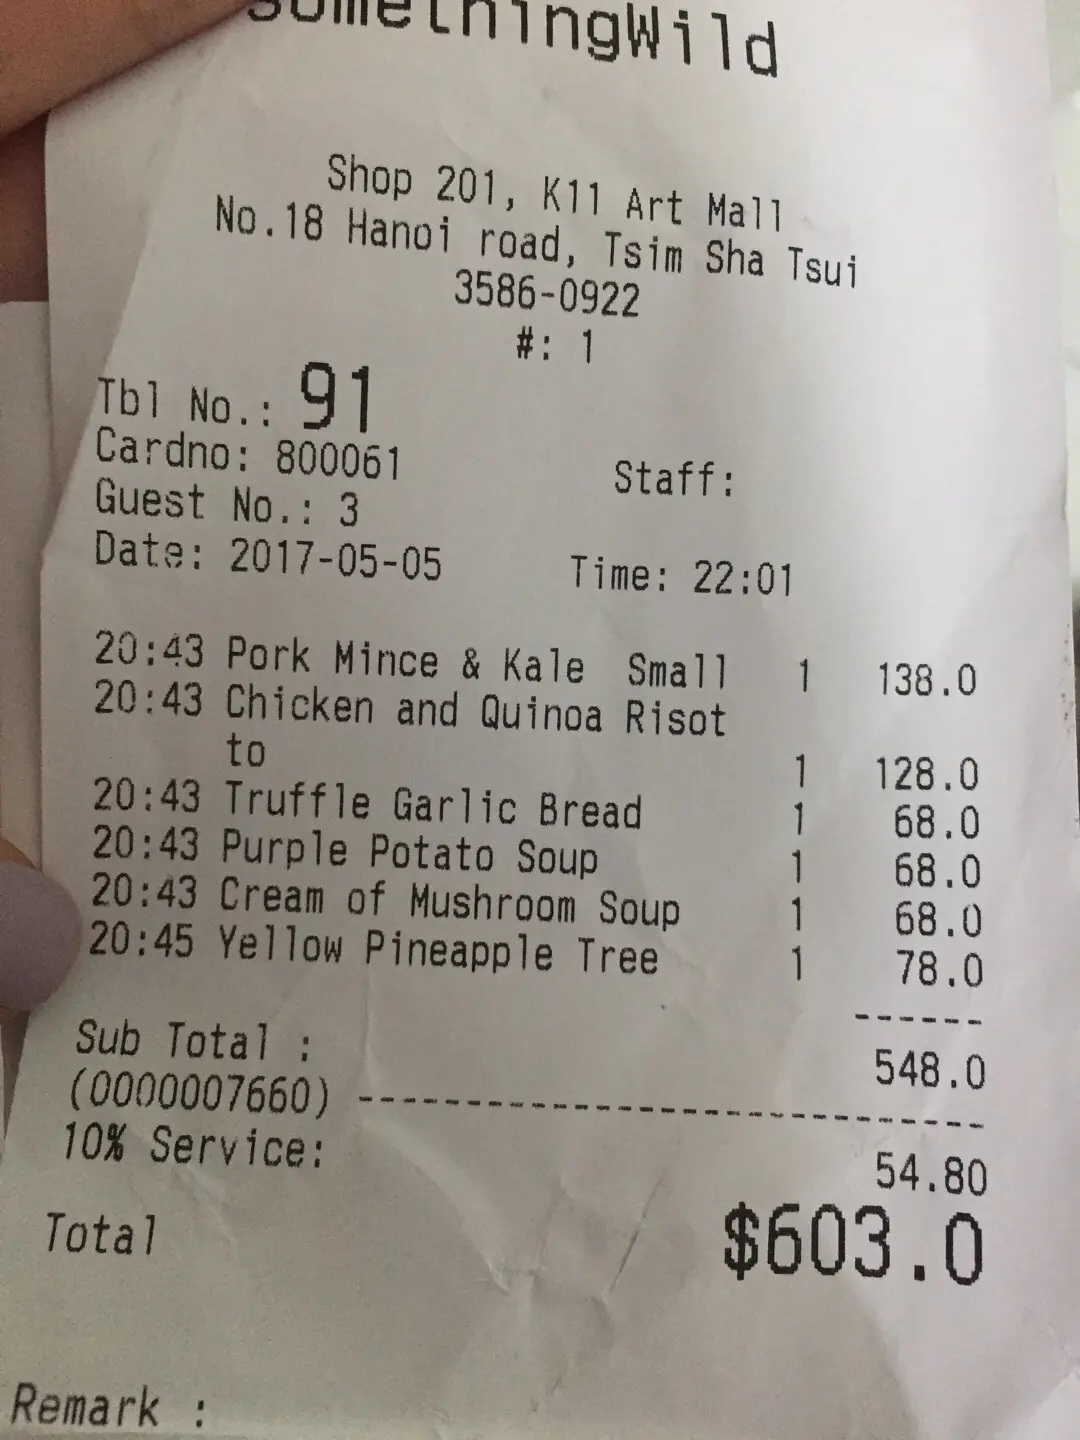 SomethingWild
Shop 201, K11 Art Mall
No.18 Hanoi road, Tsim Sha Tsui
3586-0922
#: 1
Tbl No.: 91
Cardno: 800061 Staff:
Guest No.: 3
Date: 2017-05-05 Time: 22:01
20:43 Pork Mince & Kale Small 1 138.0
20:43 Chicken and Quinoa Risot
to 1 128.0
20:43 Truffle Garlic Bread 1 68.0
20:43 Purple Potato Soup 1 68.0
20:43 Cream of Mushroom Soup 1 68.0
20:45 Yellow Pineapple Tree 1 78.0
------
Sub Total : 548.0
(0000007660) -----------------------------------
10% Service: 54.80
Total $603.0
Remark :